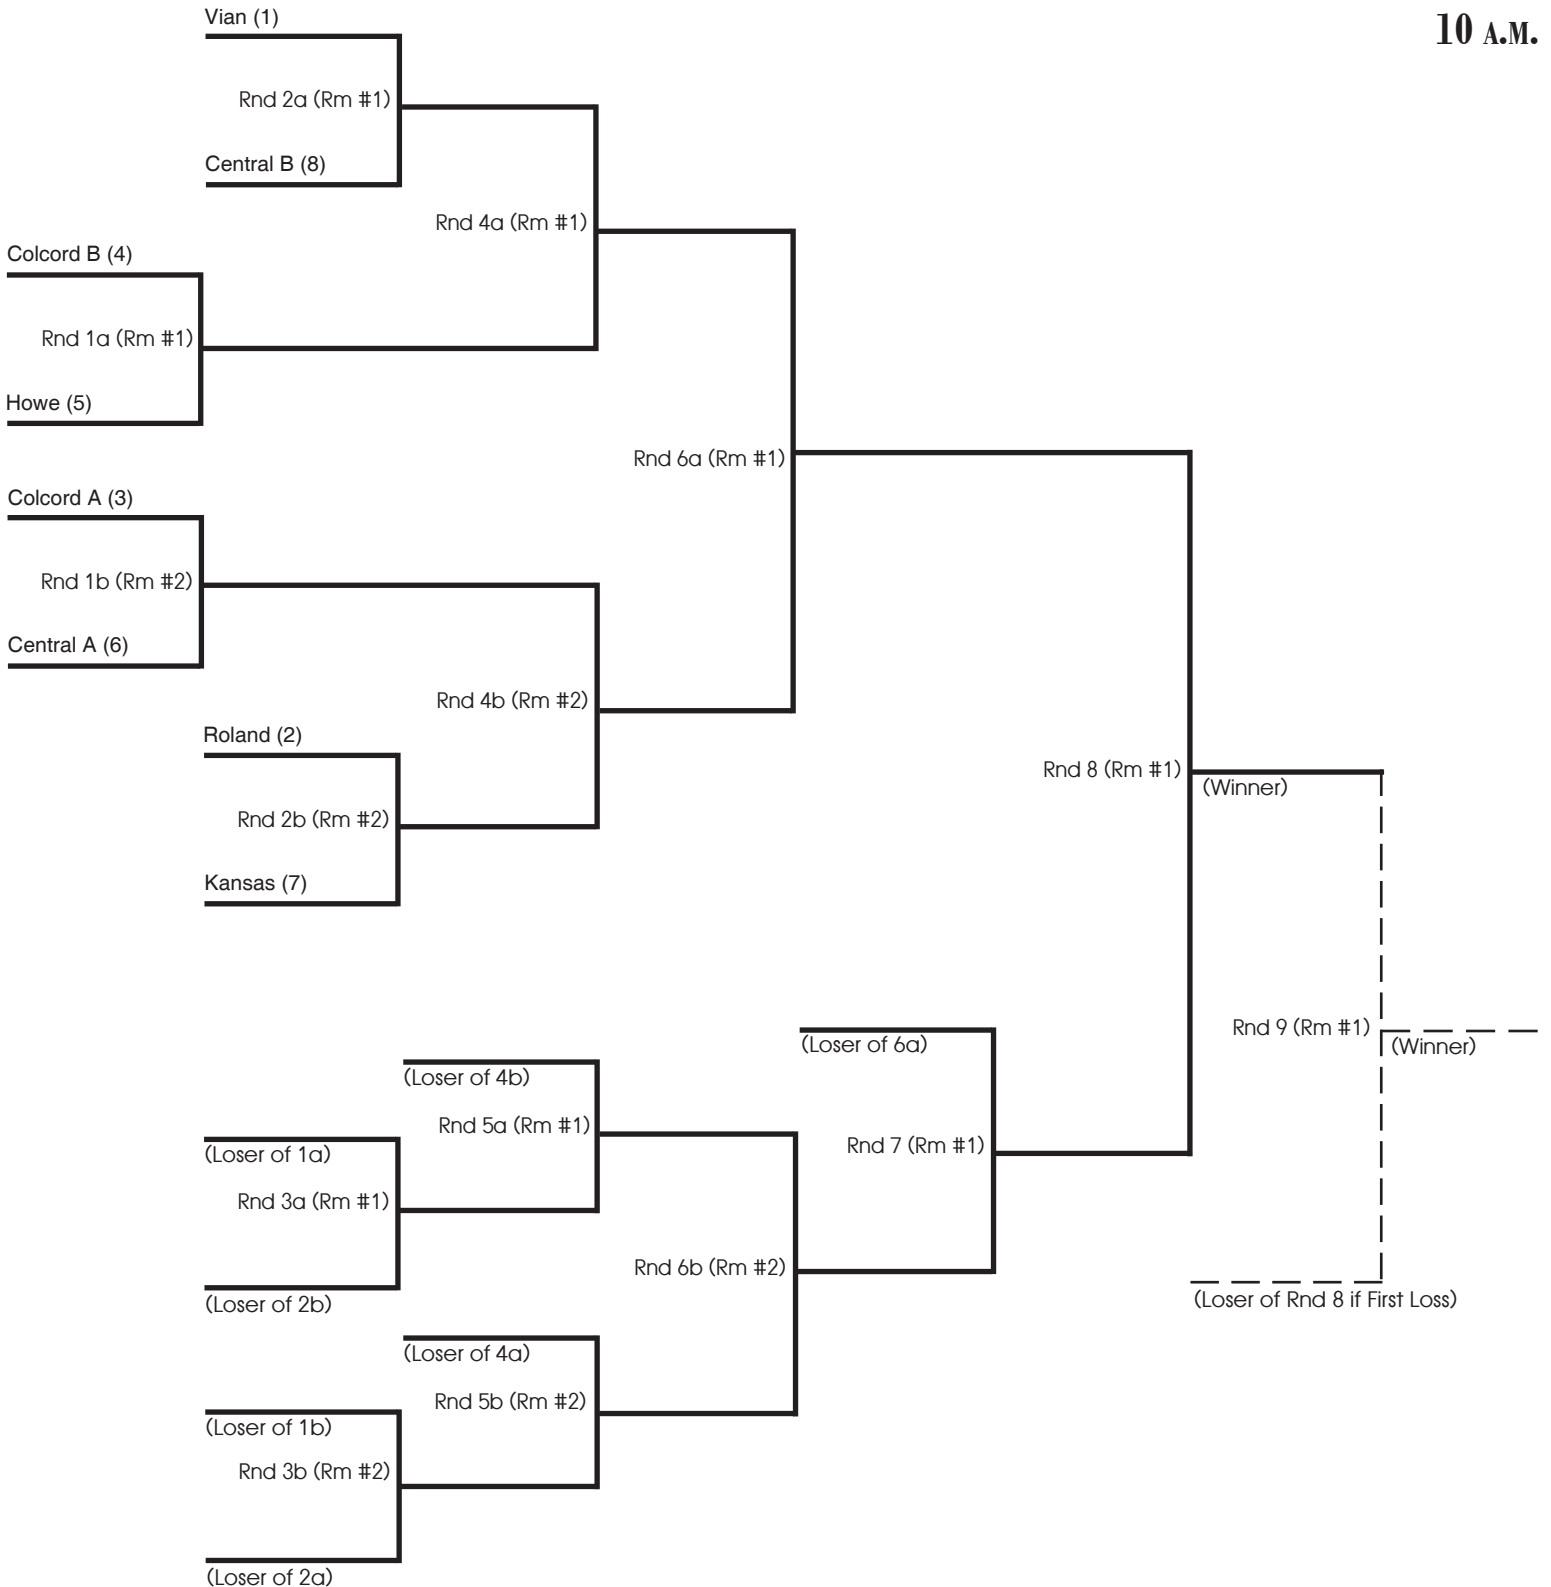 Vian (1)
10 A.M.
Rnd 2a (Rm #1)
Central B (8)
Rnd 4a (Rm #1)
Colcord B (4)
Rnd 1a (Rm #1)
Howe (5)
Rnd 6a (Rm #1)
Colcord A (3)
Rnd 1b (Rm #2)
Central A (6)
Rnd 4b (Rm #2)
Roland (2)
Rnd 8 (Rm #1)
(Winner)
Rnd 2b (Rm #2)
Kansas (7)
Rnd 9 (Rm #1)
(Winner)
(Loser of 6a)
(Loser of 4b)
Rnd 5a (Rm #1)
Rnd 7 (Rm #1)
(Loser of 1a)
Rnd 3a (Rm #1)
Rnd 6b (Rm #2)
(Loser of 2b)
(Loser of Rnd 8 if First Loss)
(Loser of 4a)
Rnd 5b (Rm #2)
(Loser of 1b)
Rnd 3b (Rm #2)
(Loser of 2a)